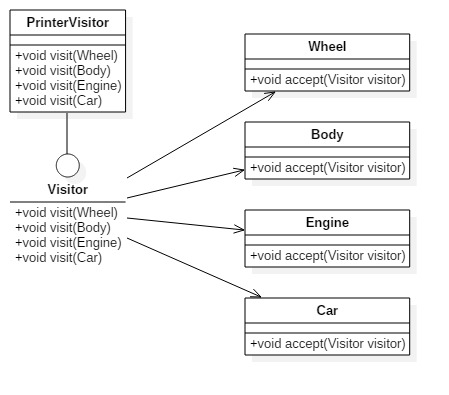 PrinterVisitor
+void visit(Wheel)
+void visit(Body)
+void visit(Engine)
+void visit(Car)
Visitor
+void visit(Wheel)
+void visit(Body)
+void visit(Engine)
+void visit(Car)
Wheel
+void accept(Visitor visitor)
Body
+void accept(Visitor visitor)
Engine
+void accept(Visitor visitor)
Car
+void accept(Visitor visitor)